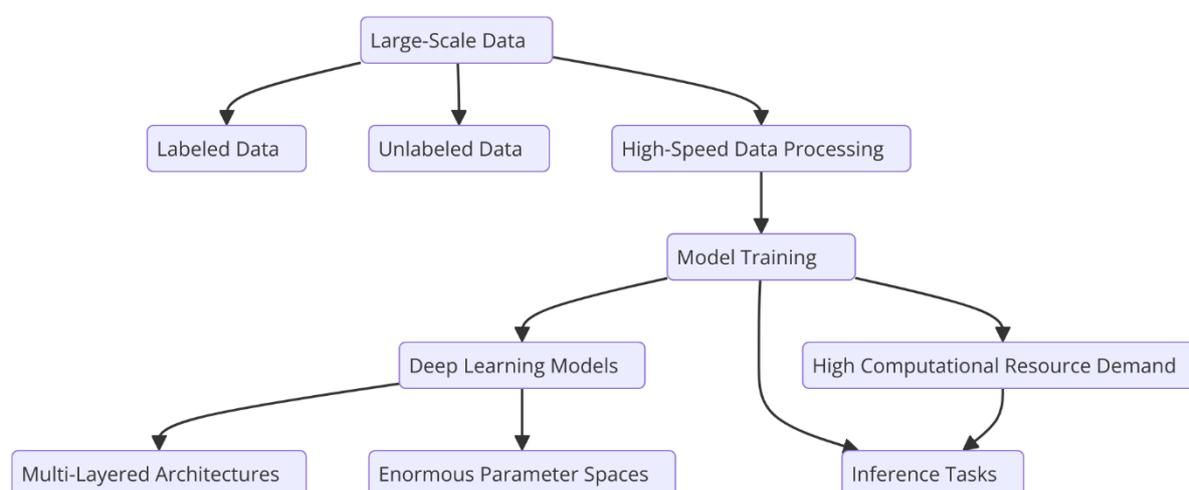 Large-Scale Data
Labeled Data
Unlabeled Data
High-Speed Data Processing
Model Training
Deep Learning Models
High Computational Resource Demand
Multi-Layered Architectures
Enormous Parameter Spaces
Inference Tasks